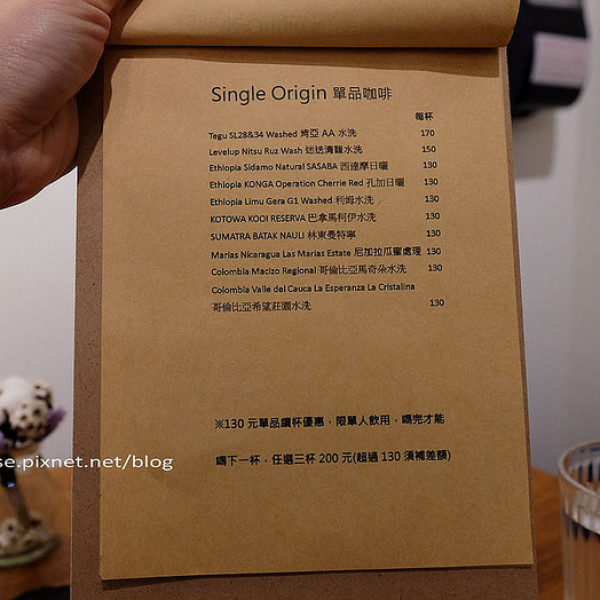 Single Origin 單品咖啡
每杯
Tegu SL28&34 Washed 肯亞 AA 水洗 170
Levelup Nitsu Ruz Wash 迷迭清馥水洗 150
Ethiopia Sidamo Natural SASABA 西達摩日曬 130
Ethiopia KONGA Operation Cherrie Red 孔加日曬 130
Ethiopia Limu Gera G1 Washed 利姆水洗 130
KOTOWA KOOI RESERVA 巴拿馬柯伊水洗 130
SUMATRA BATAK NAULI 林東曼特寧 130
Marias Nicaragua Las Marias Estate 尼加拉瓜蜜處理 130
Colombia Macizo Regional 哥倫比亞馬奇朵水洗 130
Colombia Valle del Cauca La Esperanza La Cristalina
哥倫比亞希望莊園水洗 130
※130 元單品續杯優惠，限單人飲用，喝完才能
喝下一杯，任選三杯 200 元(超過 130 須補差額)
se.pixnet.net/blog